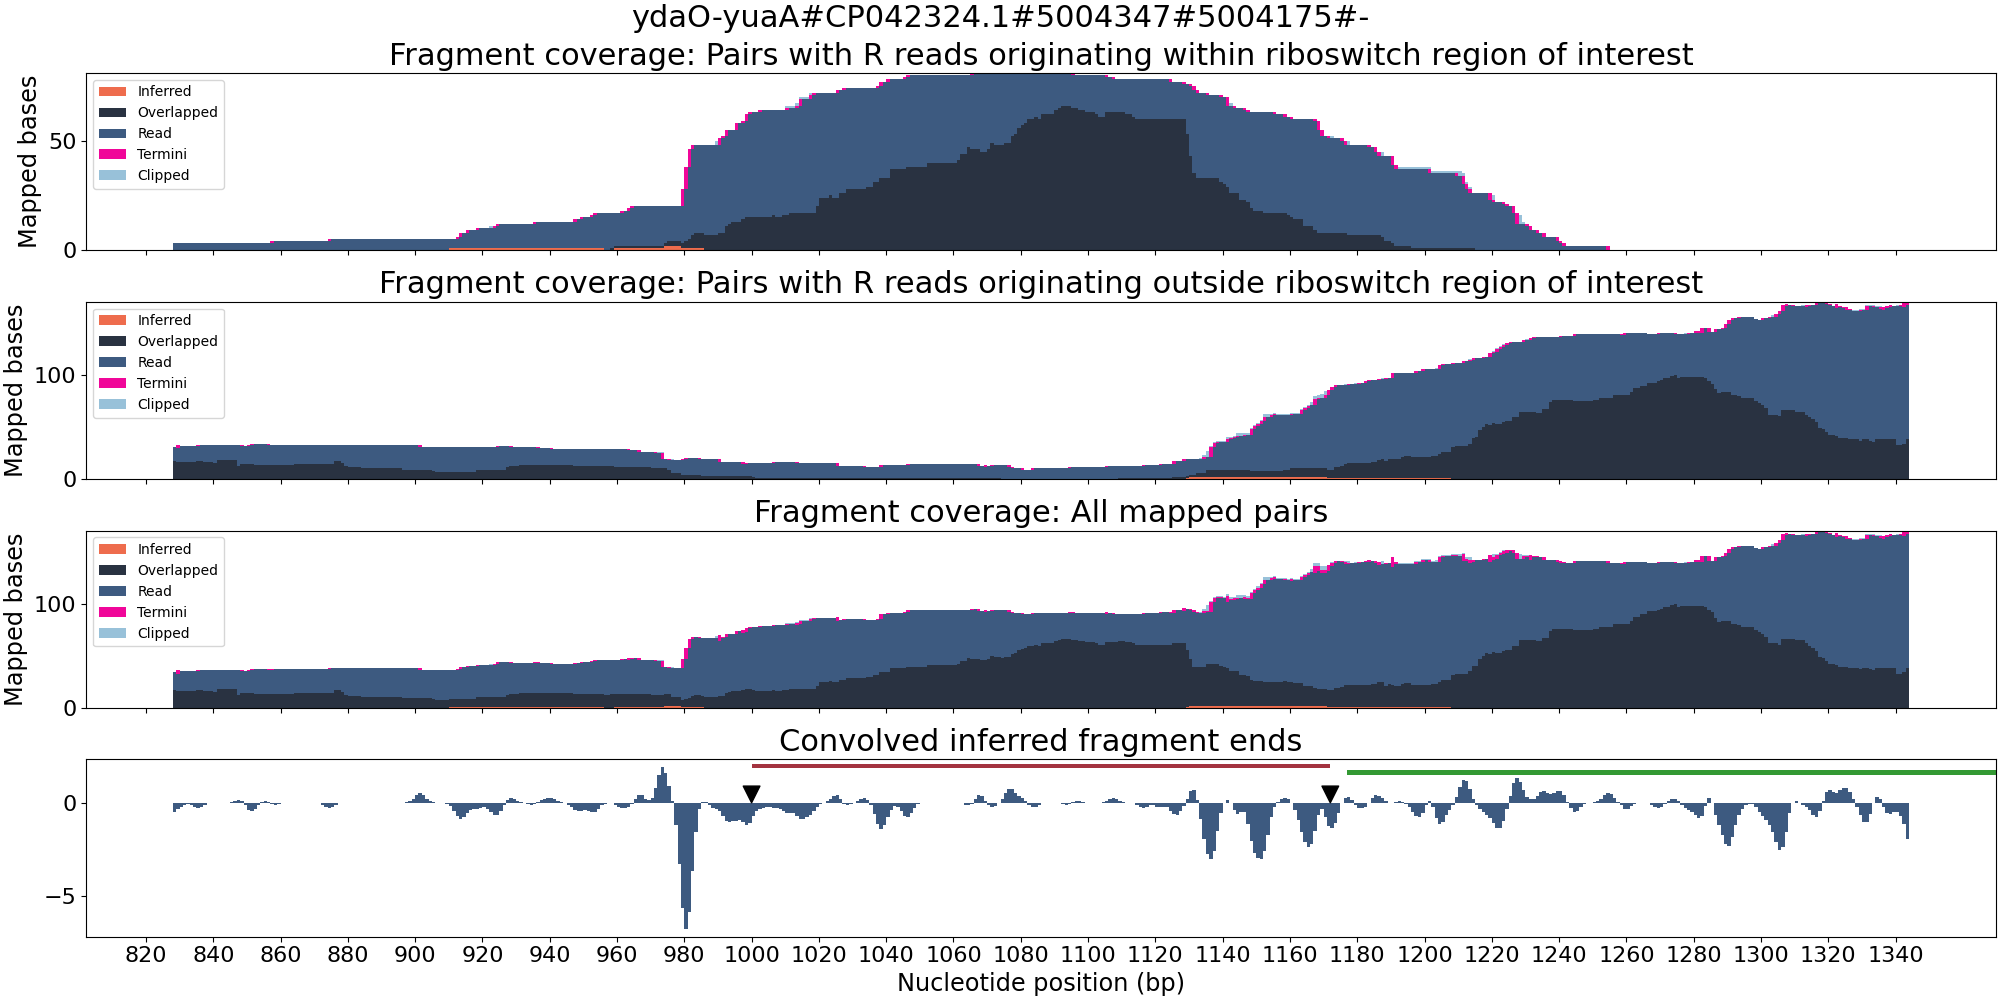 ydaO-yuaA#CP042324.1#5004347#5004175#-
Fragment coverage: Pairs with R reads originating within riboswitch region of interest
Mapped bases
50
0
Inferred
Overlapped
Read
Termini
Clipped
Fragment coverage: Pairs with R reads originating outside riboswitch region of interest
Mapped bases
100
0
Inferred
Overlapped
Read
Termini
Clipped
Fragment coverage: All mapped pairs
Mapped bases
100
0
Inferred
Overlapped
Read
Termini
Clipped
Convolved inferred fragment ends
0
−5
820 840 860 880 900 920 940 960 980 1000 1020 1040 1060 1080 1100 1120 1140 1160 1180 1200 1220 1240 1260 1280 1300 1320 1340
Nucleotide position (bp)